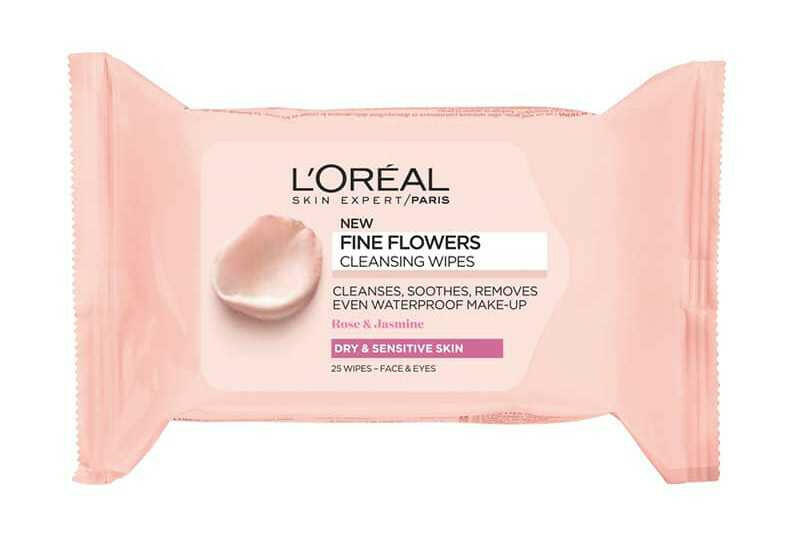 L'ORÉAL
SKIN EXPERT/PARIS
NEW
FINE FLOWERS
CLEANSING WIPES
CLEANSES, SOOTHES, REMOVES
EVEN WATERPROOF MAKE-UP
Rose & Jasmine
DRY & SENSITIVE SKIN
25 WIPES – FACE & EYES